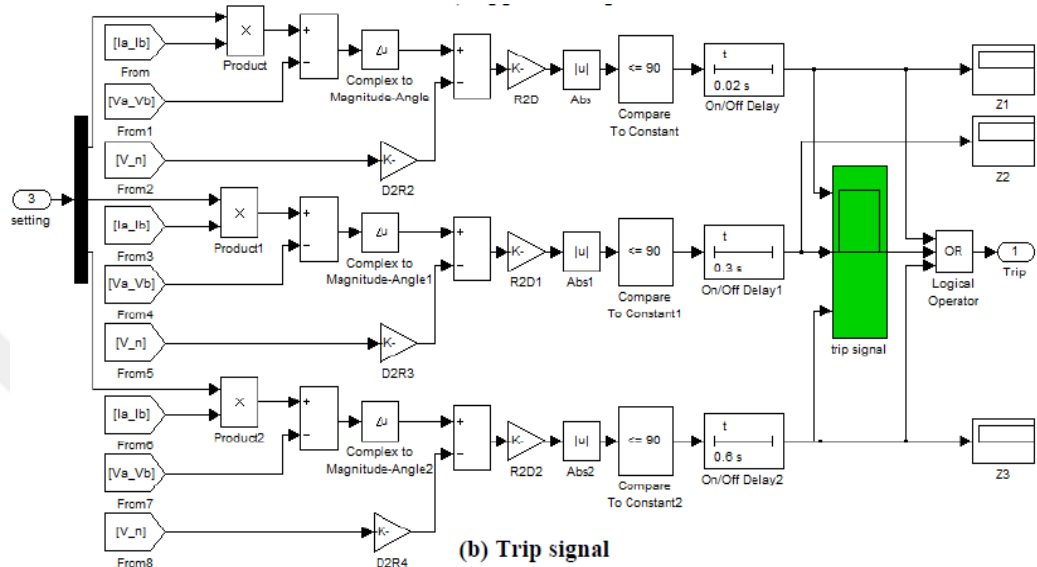 [Ia_Ib]
From
×
Product
+
−
∠u
Complex to
Magnitude-Angle
+
−
K-
R2D
|u|
Abs
<= 90
Compare
To Constant
t
0.02 s
On/Off Delay
Z1
[Va_Vb]
From1
[V_n]
From2
K-
D2R2
Z2
3
setting
[Ia_Ib]
From3
×
Product1
+
−
∠u
Complex to
Magnitude-Angle1
+
−
K-
R2D1
|u|
Abs1
<= 90
Compare
To Constant1
t
0.3 s
On/Off Delay1
trip signal
OR
Logical
Operator
1
Trip
[Va_Vb]
From4
[V_n]
From5
K-
D2R3
[Ia_Ib]
From6
×
Product2
+
−
∠u
Complex to
Magnitude-Angle2
+
−
K-
R2D2
|u|
Abs2
<= 90
Compare
To Constant2
t
0.6 s
On/Off Delay2
Z3
[Va_Vb]
From7
[V_n]
From8
K-
D2R4
(b) Trip signal